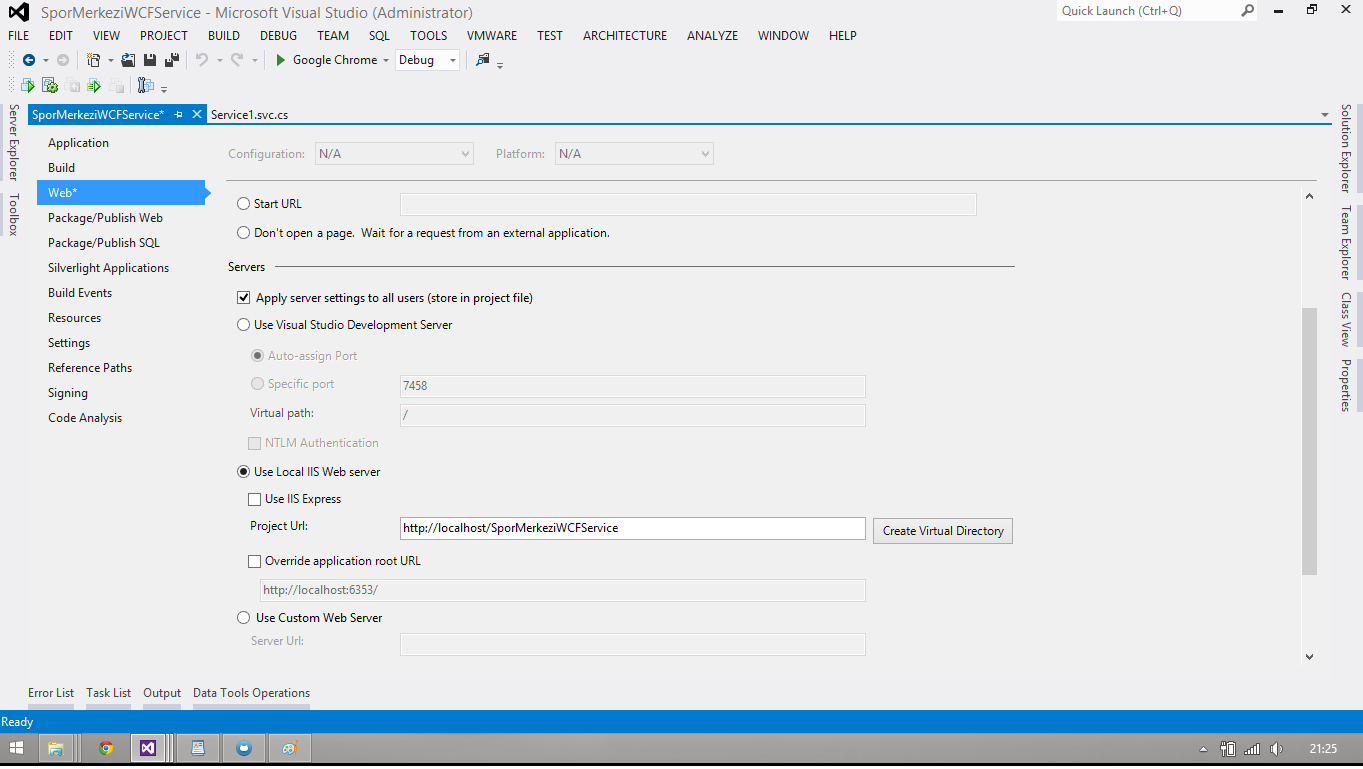 SporMerkeziWCFService - Microsoft Visual Studio (Administrator)
Quick Launch (Ctrl+Q)
FILE EDIT VIEW PROJECT BUILD DEBUG TEAM SQL TOOLS VMWARE TEST ARCHITECTURE ANALYZE WINDOW HELP
Google Chrome Debug
Server Explorer
Toolbox
SporMerkeziWCFService* Service1.svc.cs
Application
Build
Web*
Package/Publish Web
Package/Publish SQL
Silverlight Applications
Build Events
Resources
Settings
Reference Paths
Signing
Code Analysis
Configuration: N/A Platform: N/A
Start URL
Don't open a page. Wait for a request from an external application.
Servers
Apply server settings to all users (store in project file)
Use Visual Studio Development Server
Auto-assign Port
Specific port 7458
Virtual path: /
NTLM Authentication
Use Local IIS Web server
Use IIS Express
Project Url: http://localhost/SporMerkeziWCFService Create Virtual Directory
Override application root URL
http://localhost:6353/
Use Custom Web Server
Server Url:
Solution Explorer
Team Explorer
Class View
Properties
Error List Task List Output Data Tools Operations
Ready
21:25